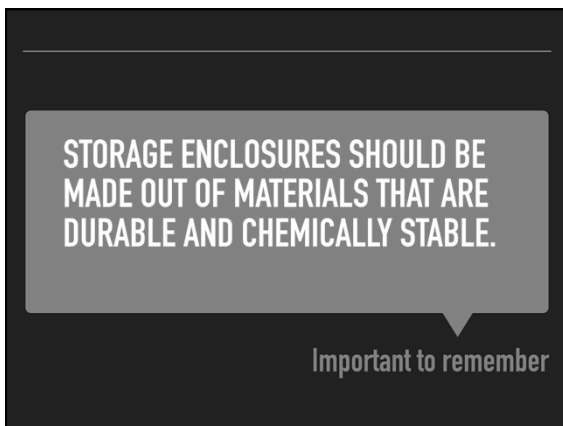 STORAGE ENCLOSURES SHOULD BE
MADE OUT OF MATERIALS THAT ARE
DURABLE AND CHEMICALLY STABLE.
Important to remember